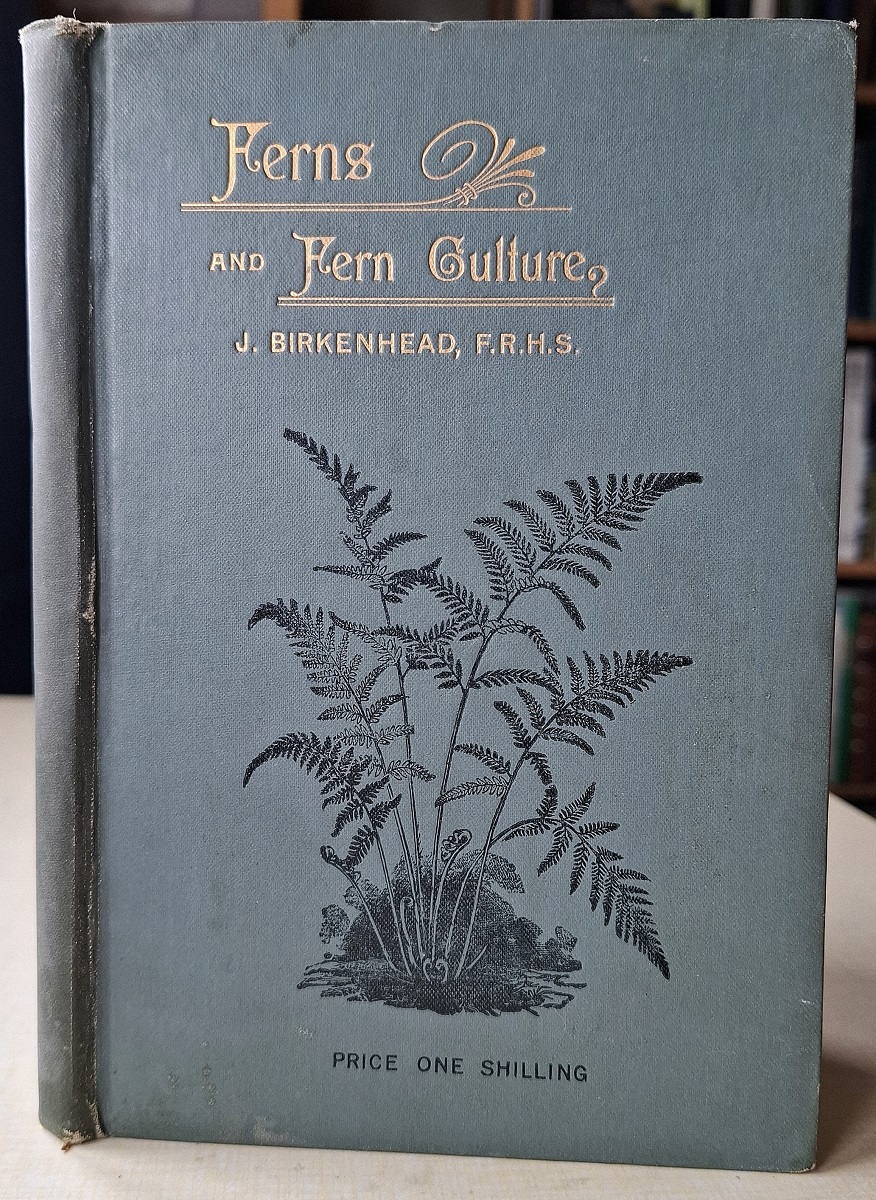 Ferns
AND Fern Culture
J. BIRKENHEAD, F.R.H.S.
PRICE ONE SHILLING